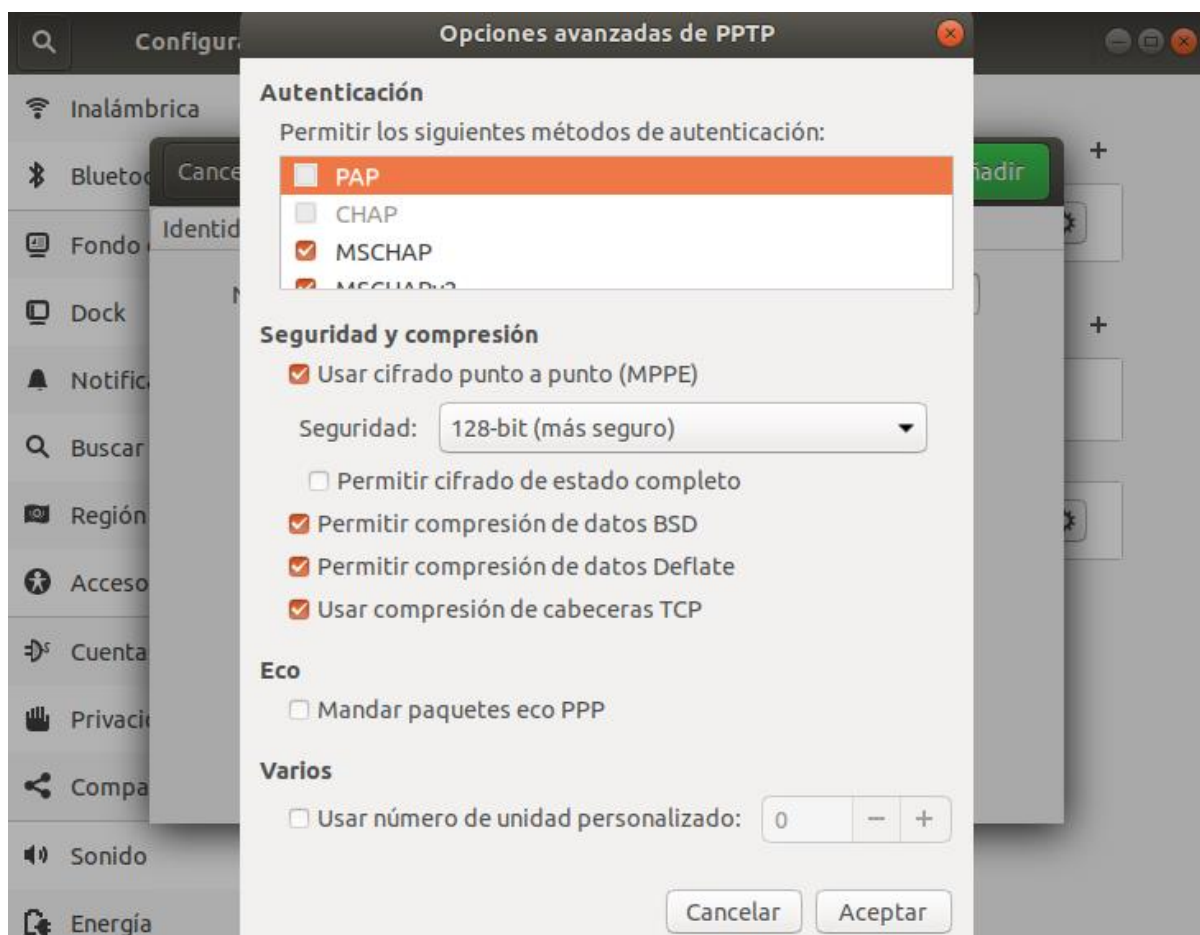 Configur
Opciones avanzadas de PPTP
Inalámbrica
Bluetoo
Fondo
Dock
Notifica
Buscar
Región
Acceso
Cuenta
Privacid
Compa
Sonido
Energía
Cance
ñadir
Identid
Autenticación
Permitir los siguientes métodos de autenticación:
PAP
CHAP
MSCHAP
MSCHAPv2
Seguridad y compresión
Usar cifrado punto a punto (MPPE)
Seguridad: 128-bit (más seguro)
Permitir cifrado de estado completo
Permitir compresión de datos BSD
Permitir compresión de datos Deflate
Usar compresión de cabeceras TCP
Eco
Mandar paquetes eco PPP
Varios
Usar número de unidad personalizado: 0 − +
Cancelar Aceptar